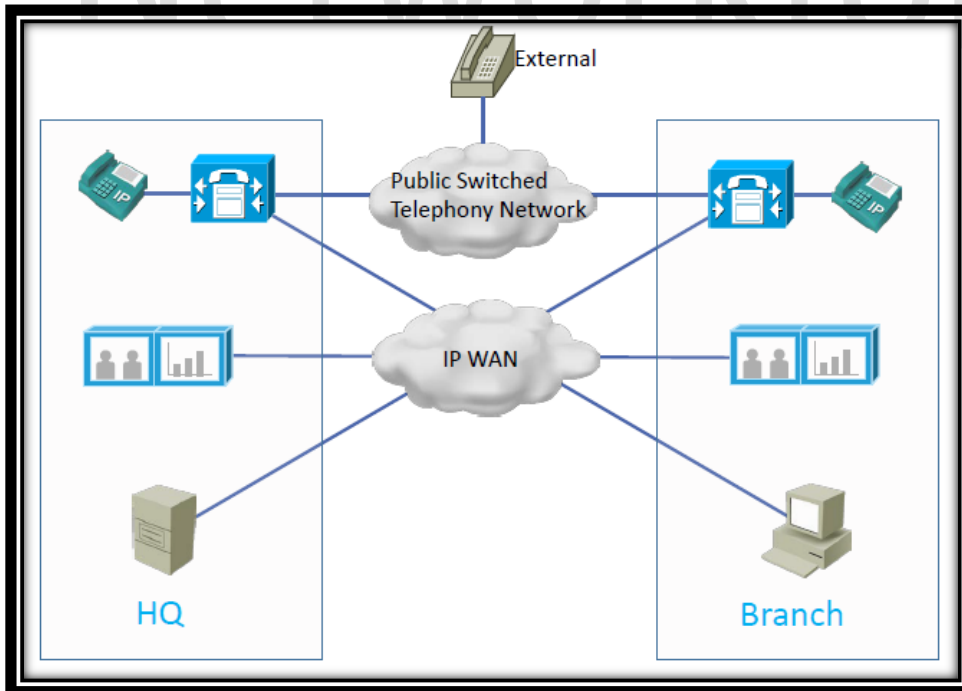 External
Public Switched
Telephony Network
IP
IP
IP WAN
HQ
Branch